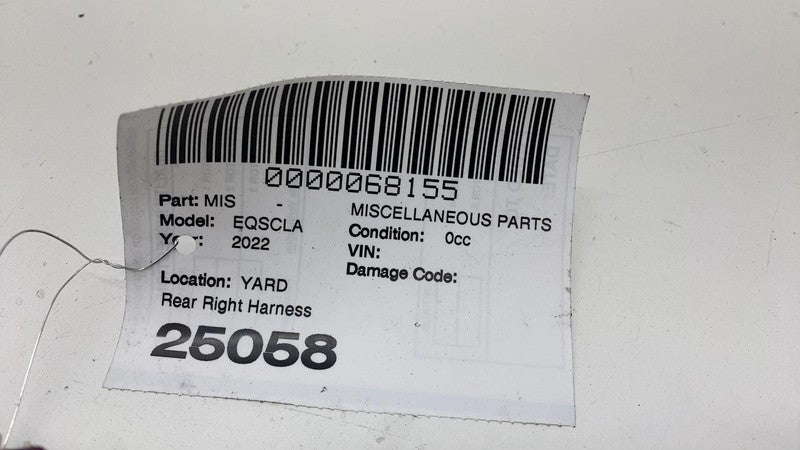 0000068155
Part: MIS - MISCELLANEOUS PARTS
Model: EQSCLA Condition: 0cc
Year: 2022 VIN:
Damage Code:
Location: YARD
Rear Right Harness
25058